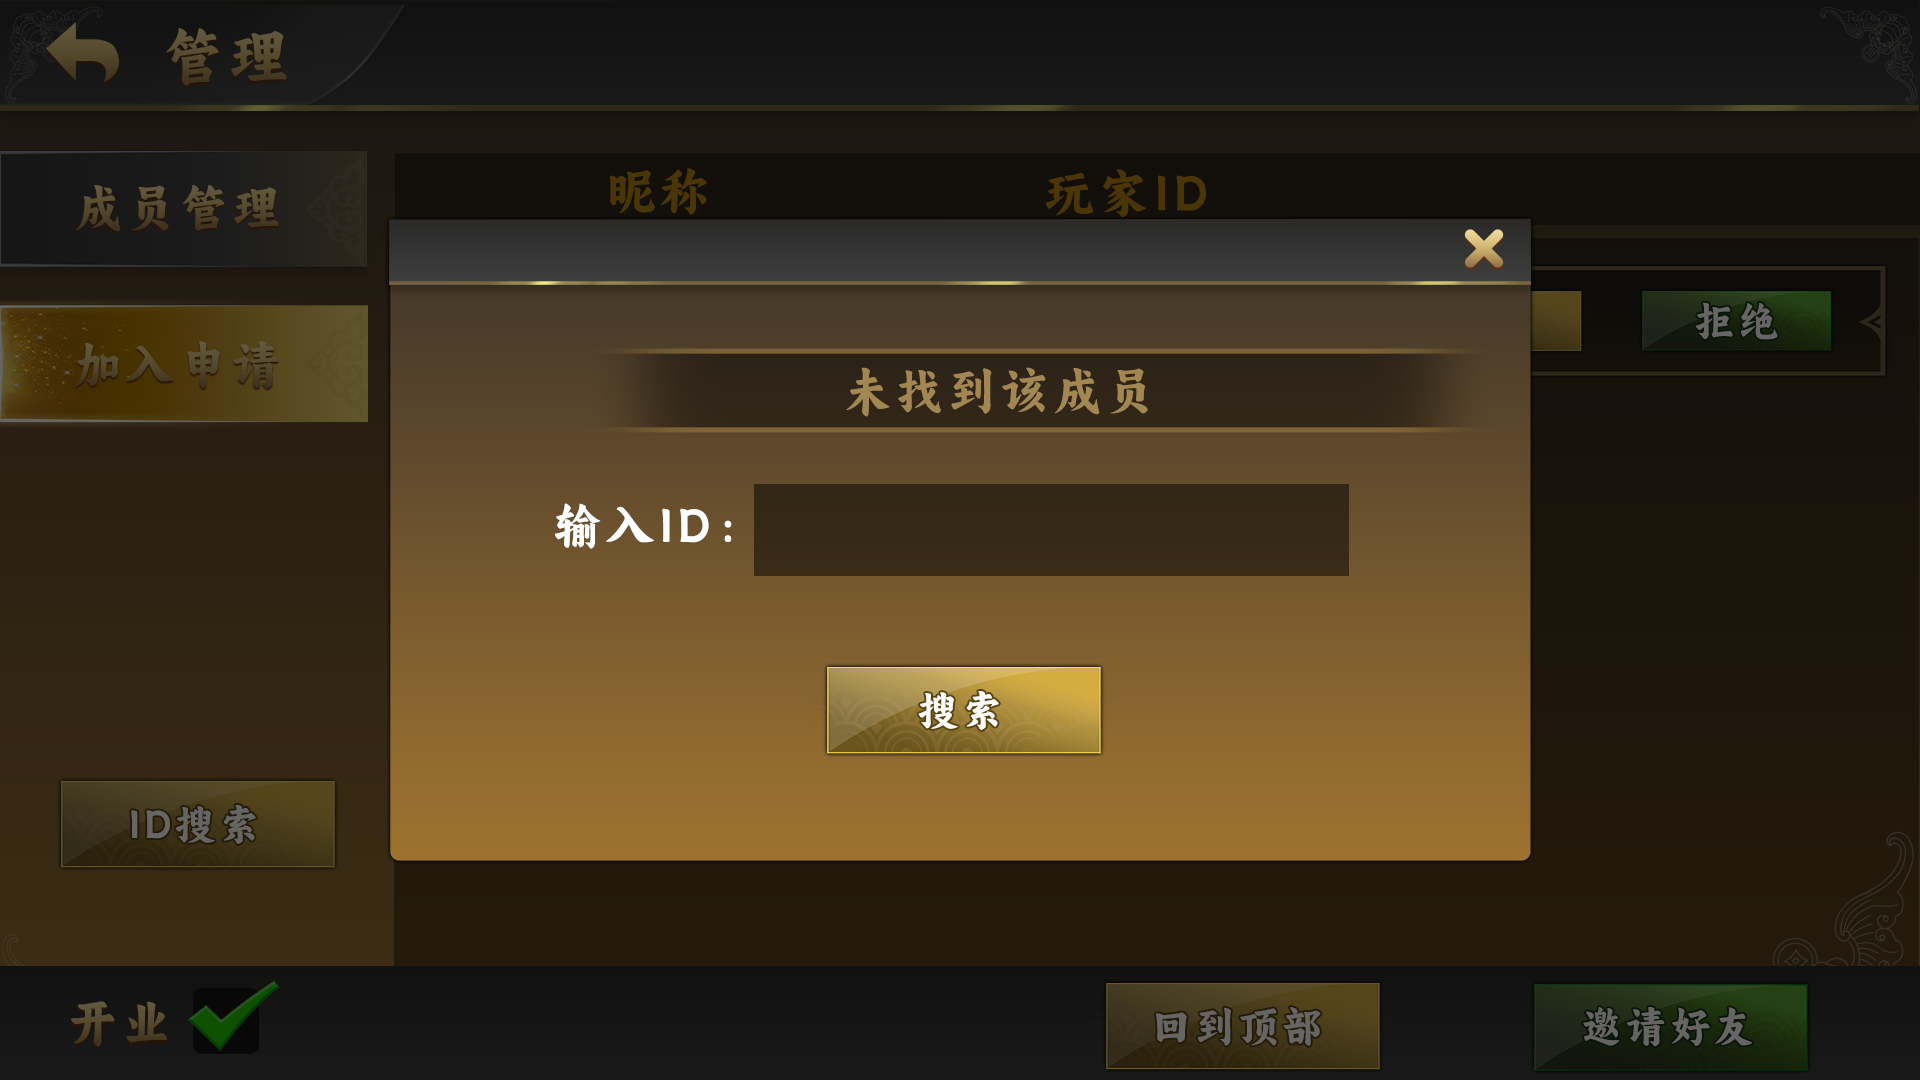 管理
成员管理
昵称
玩家ID
加入申请
拒绝
未找到该成员
输入ID:
搜索
ID搜索
开业
回到顶部
邀请好友